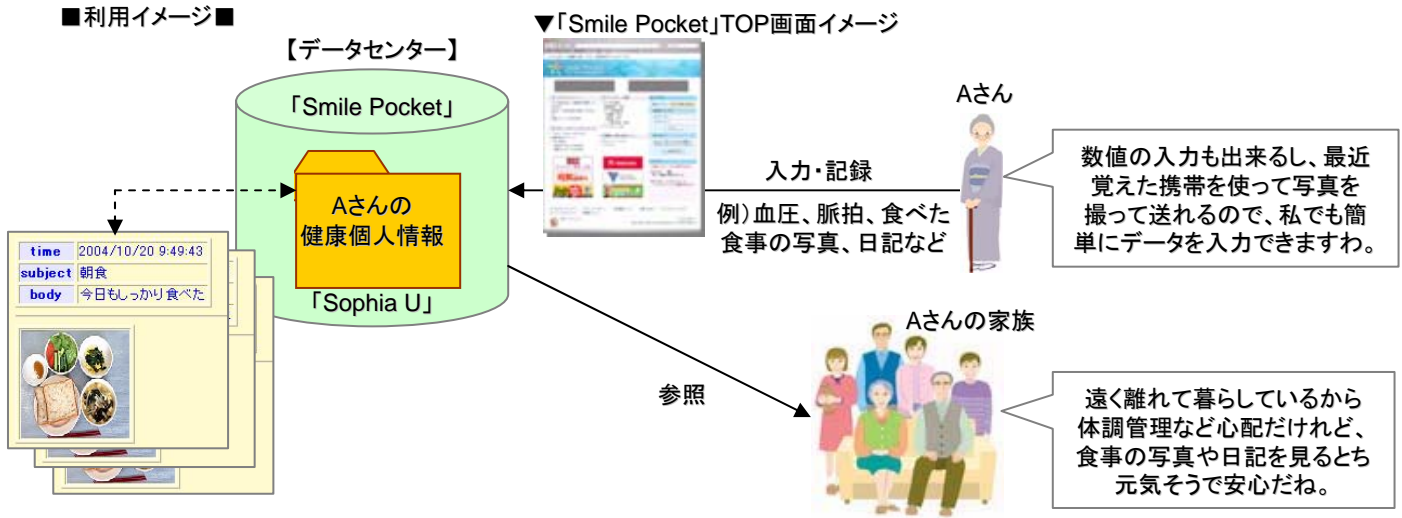 ■利用イメージ■
▼「Smile Pocket」TOP画面イメージ
【データセンター】
「Smile Pocket」
Aさんの
健康個人情報
「Sophia U」
time 2004/10/20 9:49:43
subject 朝食
body 今日もしっかり食べた
入力・記録
例)血圧、脈拍、食べた
食事の写真、日記など
Aさん
数値の入力も出来るし、最近
覚えた携帯を使って写真を
撮って送れるので、私でも簡
単にデータを入力できますわ。
参照
Aさんの家族
遠く離れて暮らしているから
体調管理など心配だけれど、
食事の写真や日記を見るとち
元気そうで安心だね。